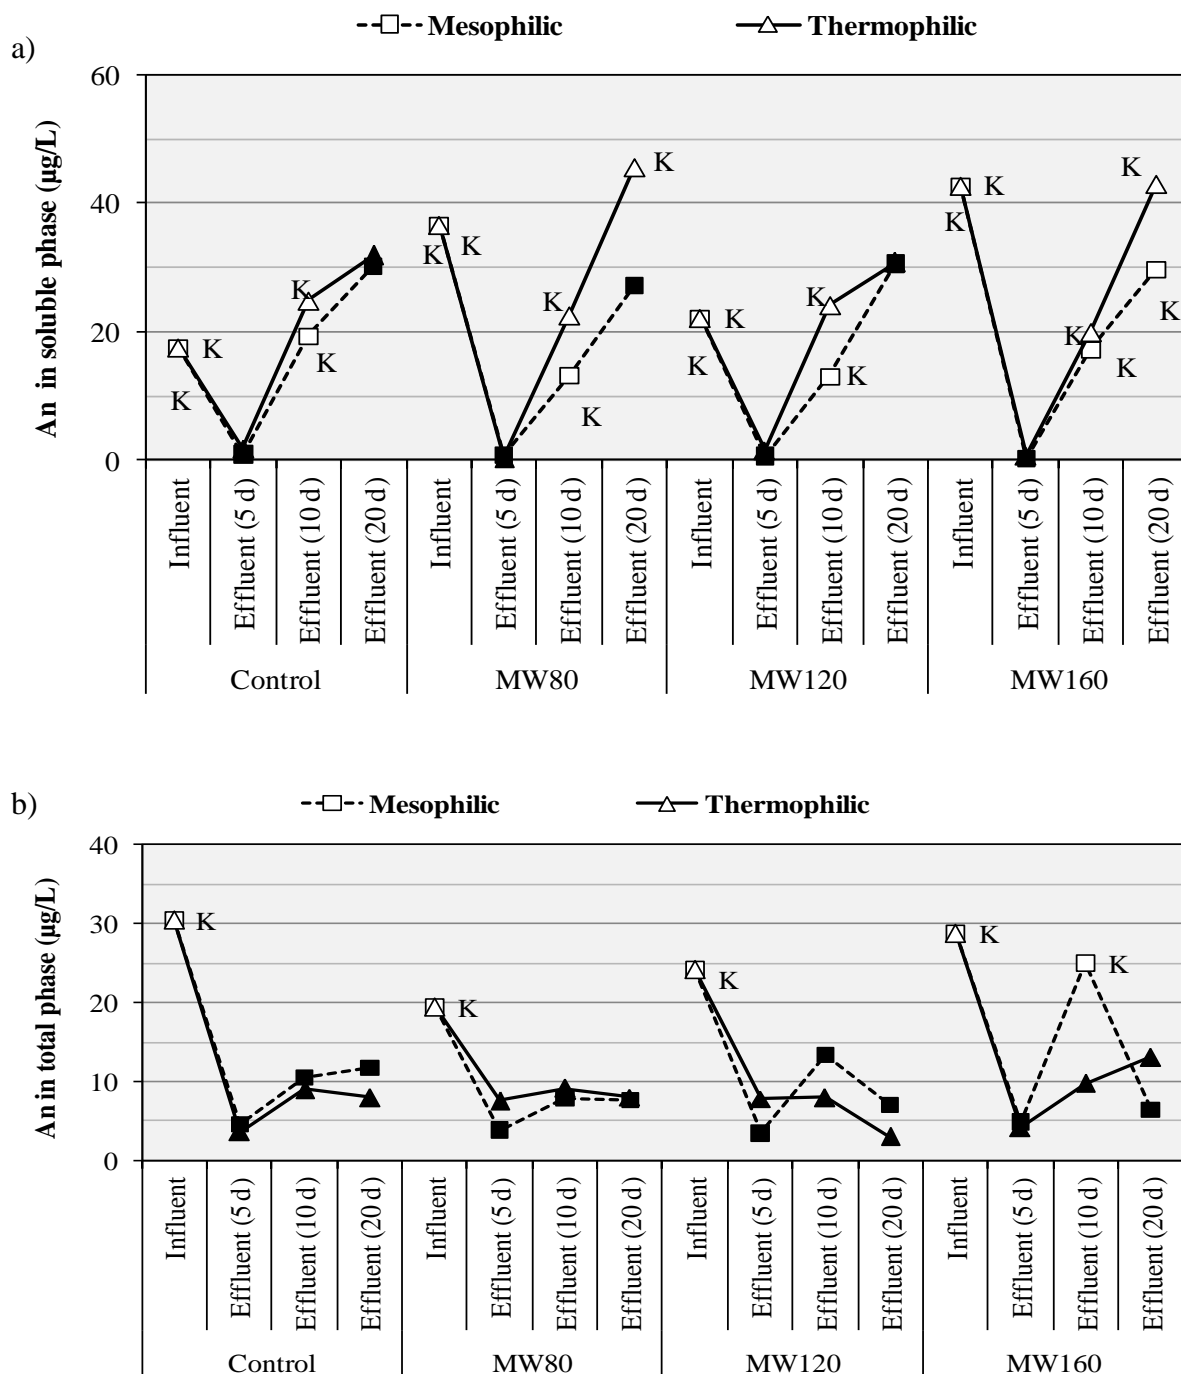 a)
Mesophilic Thermophilic
An in soluble phase (µg/L)
60
40
20
0
K K K K K K K K K K K K K K K K K K K K
Influent Effluent (5 d) Effluent (10 d) Effluent (20 d) Influent Effluent (5 d) Effluent (10 d) Effluent (20 d) Influent Effluent (5 d) Effluent (10 d) Effluent (20 d) Influent Effluent (5 d) Effluent (10 d) Effluent (20 d)
Control MW80 MW120 MW160
b)
Mesophilic Thermophilic
An in total phase (µg/L)
40
30
20
10
0
K K K K K
Influent Effluent (5 d) Effluent (10 d) Effluent (20 d) Influent Effluent (5 d) Effluent (10 d) Effluent (20 d) Influent Effluent (5 d) Effluent (10 d) Effluent (20 d) Influent Effluent (5 d) Effluent (10 d) Effluent (20 d)
Control MW80 MW120 MW160